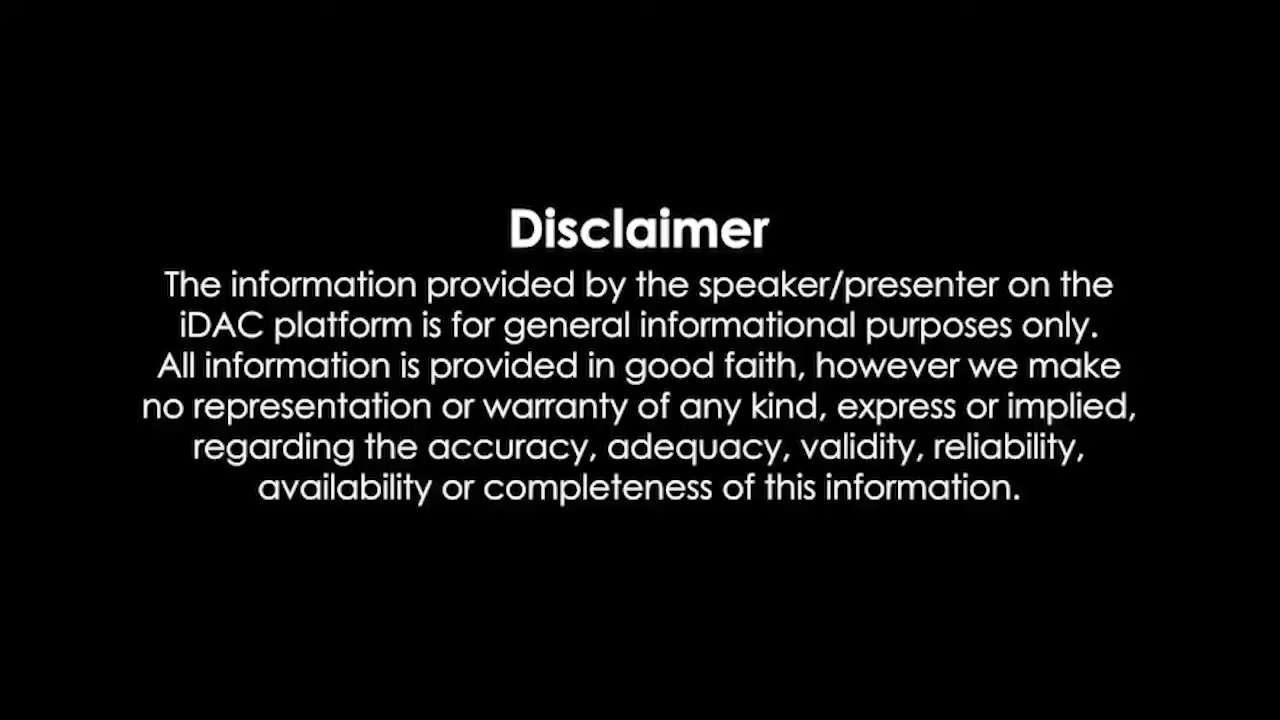 Disclaimer
The information provided by the speaker/presenter on the
iDAC platform is for general informational purposes only.
All information is provided in good faith, however we make
no representation or warranty of any kind, express or implied,
regarding the accuracy, adequacy, validity, reliability,
availability or completeness of this information.